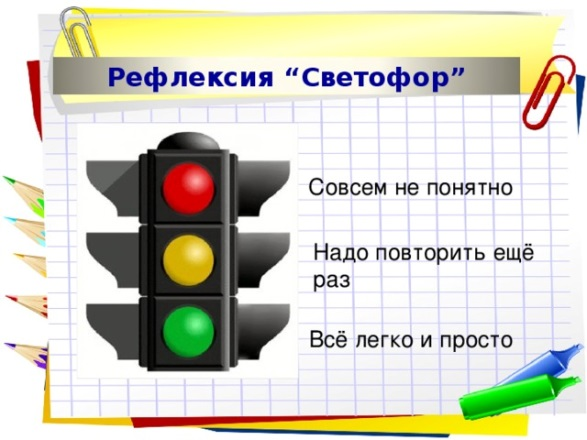 Рефлексия “Светофор”
Совсем не понятно
Надо повторить ещё
раз
Всё легко и просто